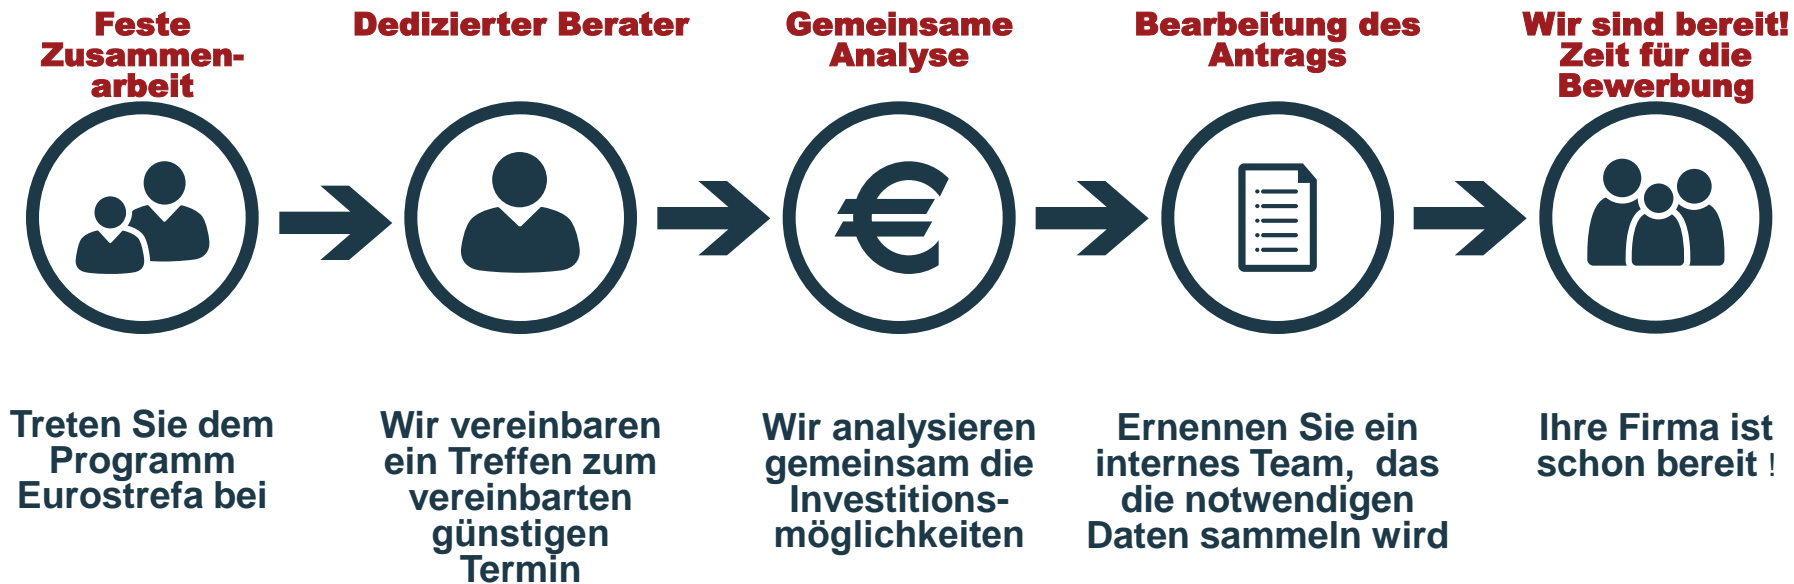 Feste
Zusammen-
arbeit
Dedizierter Berater
Gemeinsame
Analyse
Bearbeitung des
Antrags
Wir sind bereit!
Zeit für die
Bewerbung
Treten Sie dem
Programm
Eurostrefa bei
Wir vereinbaren
ein Treffen zum
vereinbarten
günstigen
Termin
Wir analysieren
gemeinsam die
Investitions-
möglichkeiten
Ernennen Sie ein
internes Team,  das
die notwendigen
Daten sammeln wird
Ihre Firma ist
schon bereit !